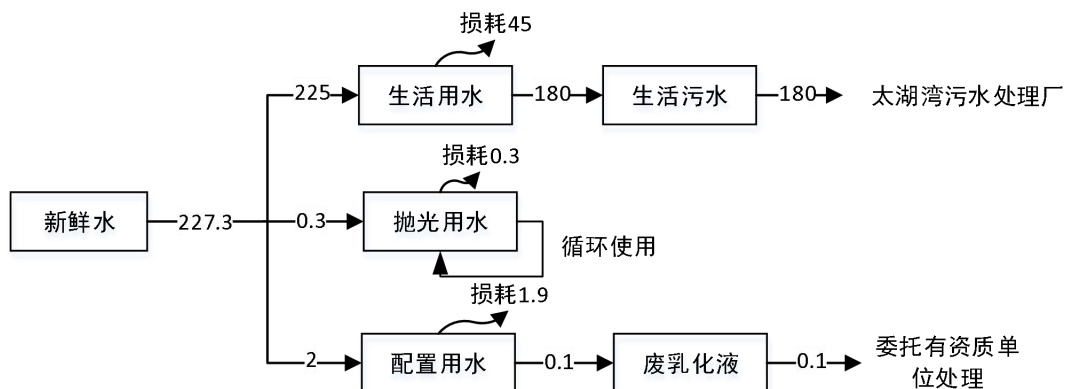 损耗45
225
生活用水
180
生活污水
180
太湖湾污水处理厂
损耗0.3
新鲜水
227.3
0.3
抛光用水
循环使用
损耗1.9
2
配置用水
0.1
废乳化液
0.1
委托有资质单
位处理